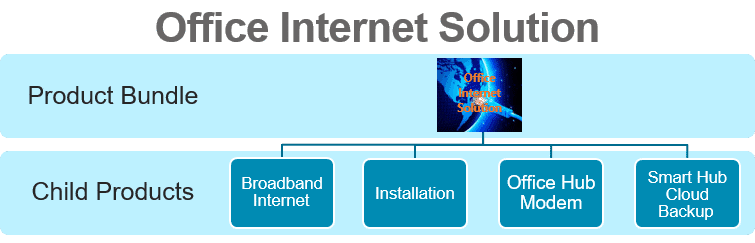 Office Internet Solution
Product Bundle
Office
Internet
Solution
Child Products
Broadband
Internet
Installation
Office Hub
Modem
Smart Hub
Cloud
Backup